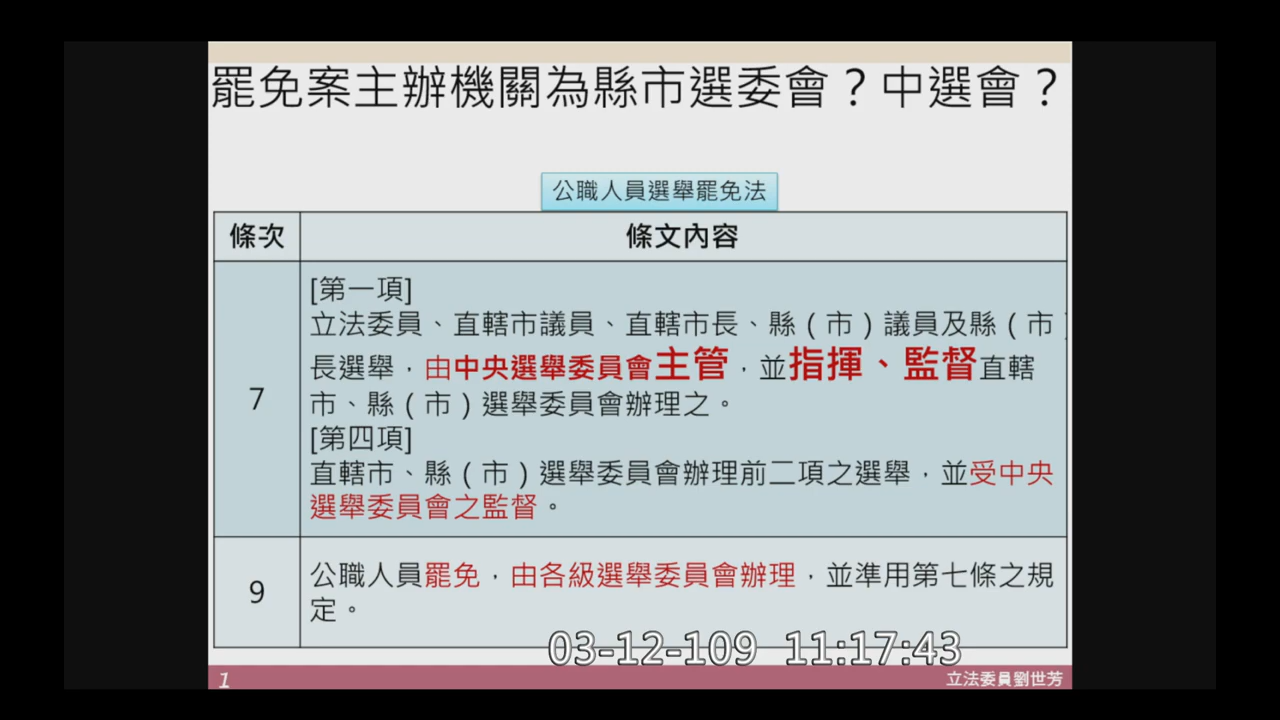 罷免案主辦機關為縣市選委會？中選會？
公職人員選舉罷免法
條次
條文內容
7
[第一項]
立法委員、直轄市議員、直轄市長、縣（市）議員及縣（市）
長選舉，由中央選舉委員會主管，並指揮、監督直轄
市、縣（市）選舉委員會辦理之。
[第四項]
直轄市、縣（市）選舉委員會辦理前二項之選舉，並受中央
選舉委員會之監督。
9
公職人員罷免，由各級選舉委員會辦理，並準用第七條之規
定。
03-12-109 11:17:43
1
立法委員劉世芳